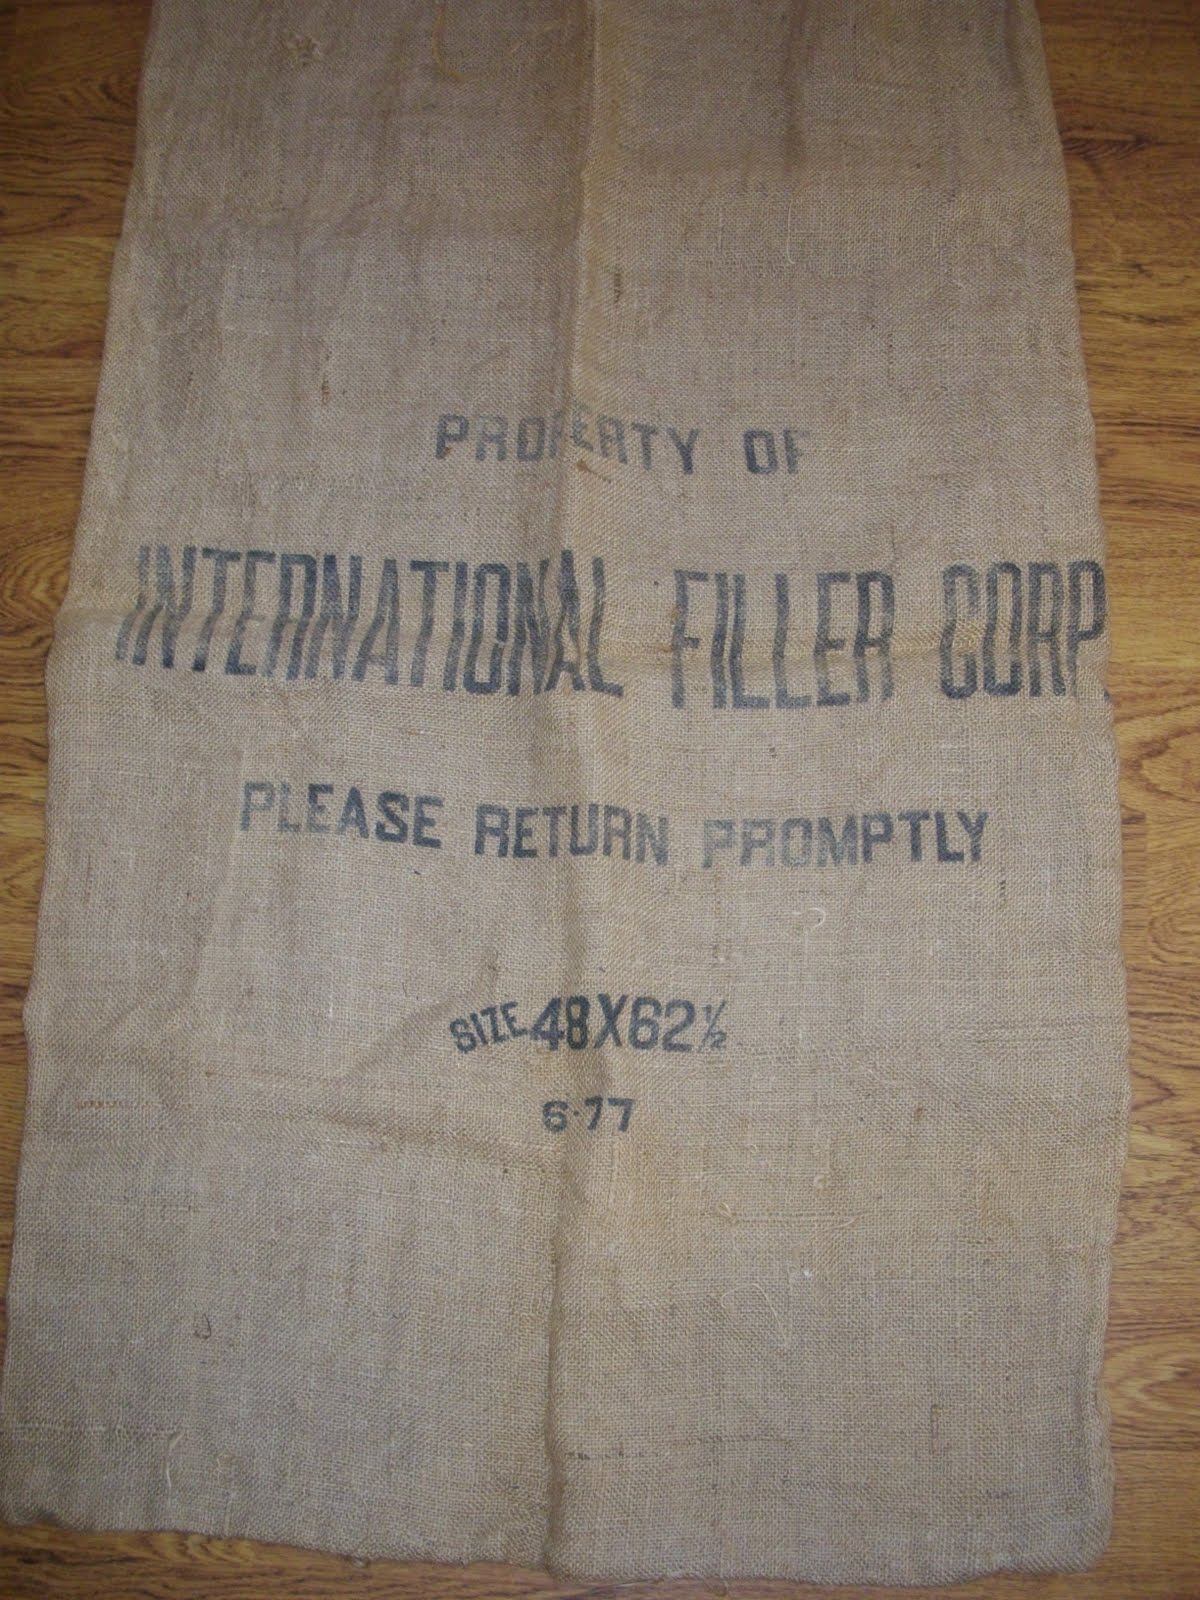 PROPERTY OF
INTERNATIONAL FILLER CORP.
PLEASE RETURN PROMPTLY
SIZE 48X62½
6·77